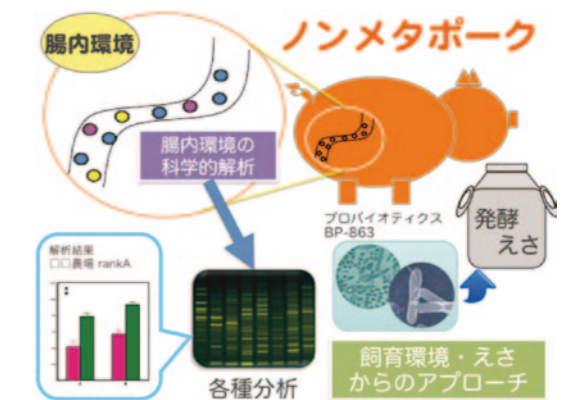 腸内環境
ノンメタポーク
腸内環境の
科学的解析
プロバイオティクス
BP-863
発酵
えさ
解析結果
□□農場 rankA
各種分析
飼育環境・えさ
からのアプローチ